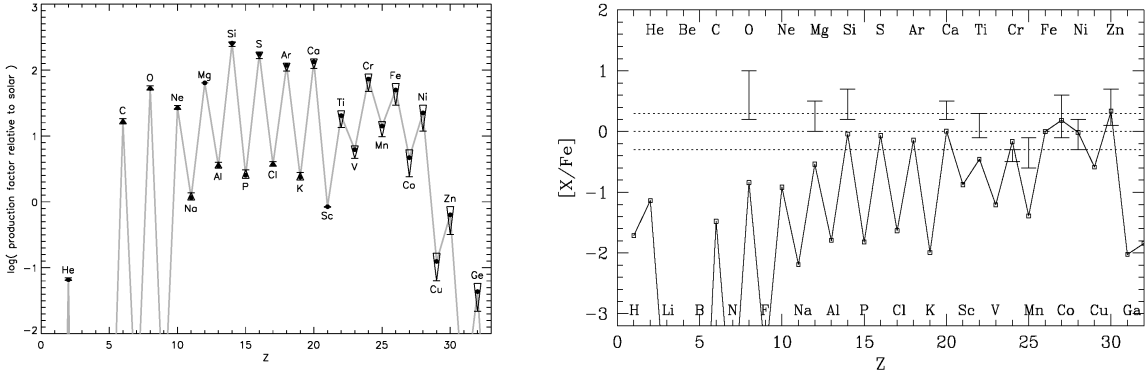 log( production factor relative to solar )
3
2
1
0
−1
−2
He
C
O
Ne
Na
Mg
Al
Si
P
S
Cl
Ar
K
Ca
Sc
Ti
V
Cr
Mn
Fe
Co
Ni
Cu
Zn
Ge
0 5 10 15 20 25 30
Z
[X/Fe]
2
1
0
−1
−2
−3
He Be C O Ne Mg Si S Ar Ca Ti Cr Fe Ni Zn
H Li B N F Na Al P Cl K Sc V Mn Co Cu Ga
0 5 10 15 20 25 30
Z